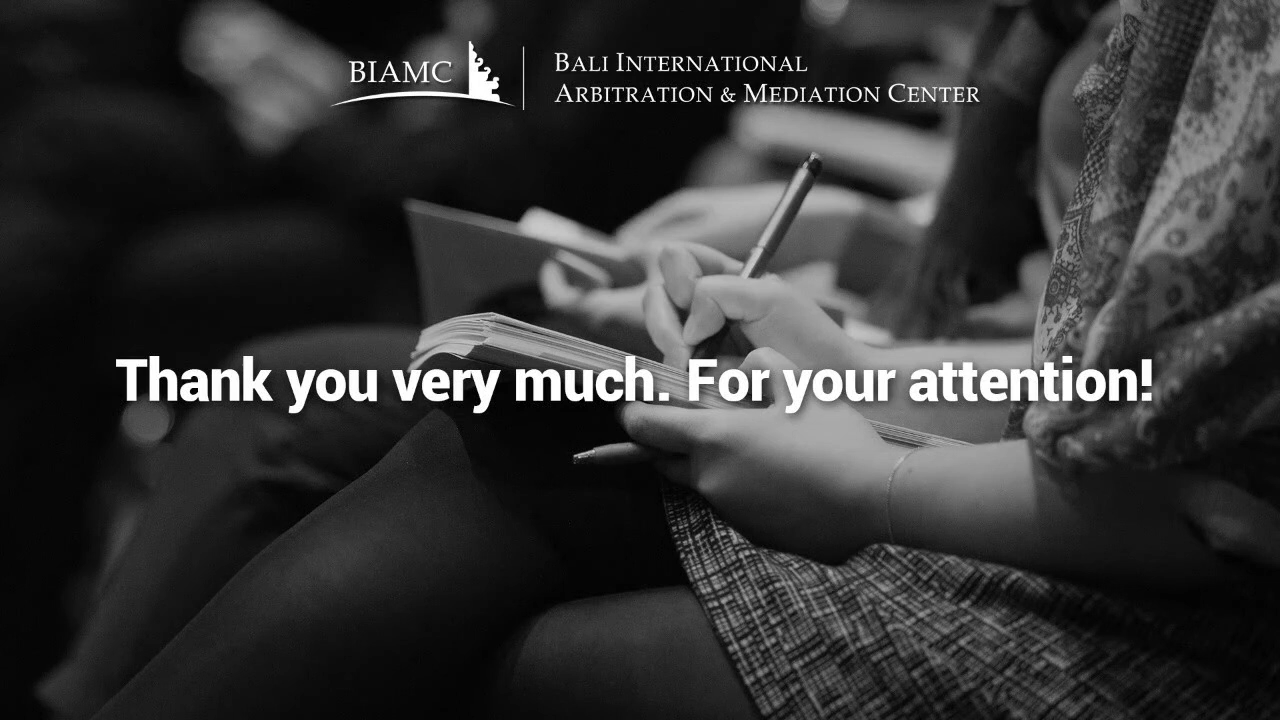 BIAMC
BALI INTERNATIONAL
ARBITRATION & MEDIATION CENTER
Thank you very much. For your attention!